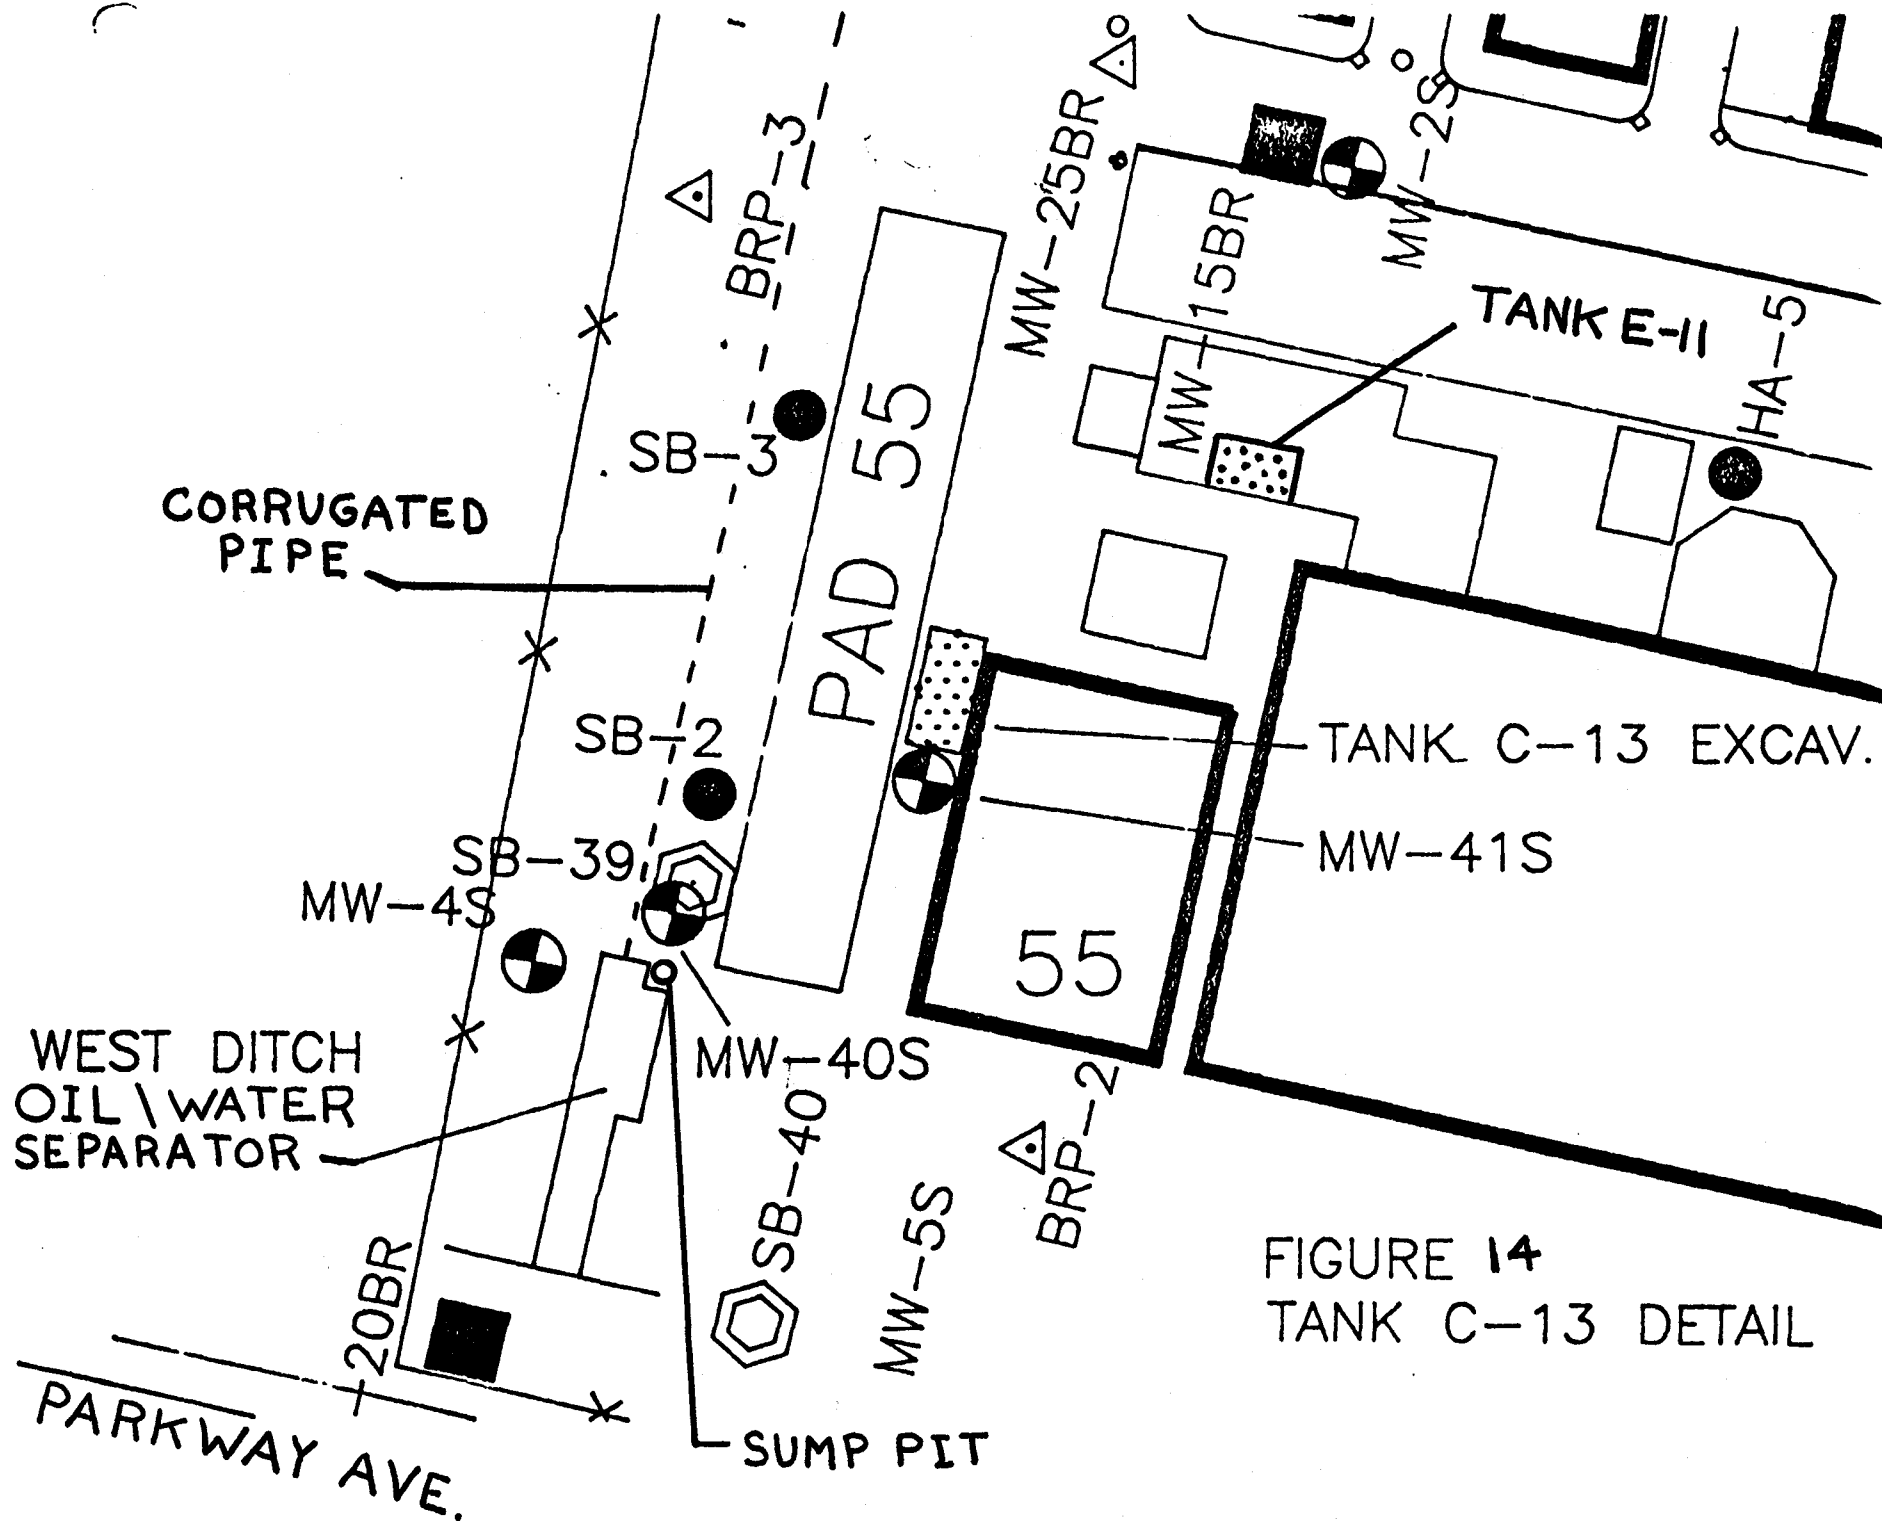 BRP-3
MW-25BR
MW-2S
MW-15BR
TANK E-11
HA-5
SB-3
PAD 55
CORRUGATED
PIPE
SB-2
TANK C-13 EXCAV.
SB-39
MW-41S
MW-4S
55
WEST DITCH
OIL\WATER
SEPARATOR
MW-40S
SB-40
BRP-2
MW-5S
20BR
FIGURE 14
TANK C-13 DETAIL
PARKWAY AVE.
SUMP PIT